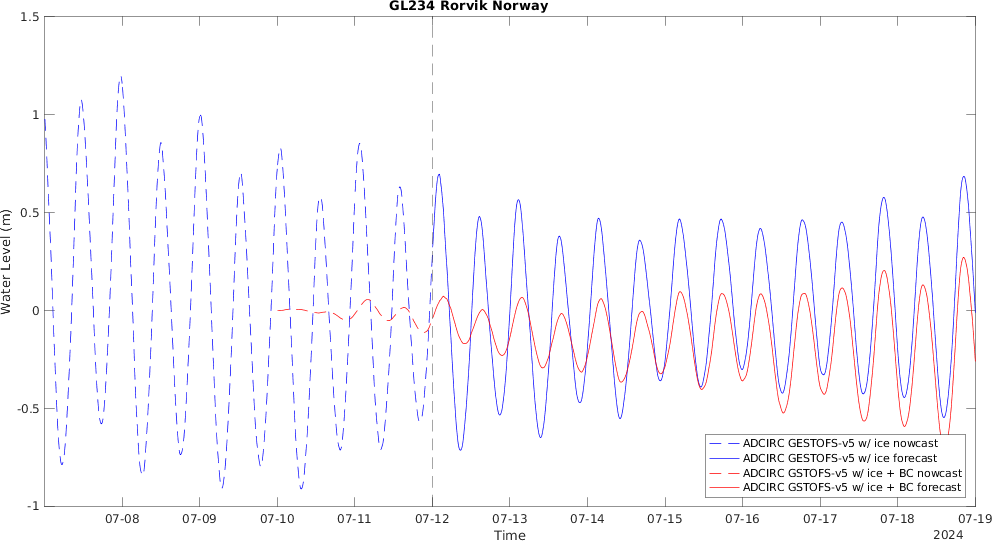 GL234 Rorvik Norway
1.5
1
0.5
0
-0.5
-1
Water Level (m)
07-08 07-09 07-10 07-11 07-12 07-13 07-14 07-15 07-16 07-17 07-18 07-19
Time
2024
ADCIRC GESTOFS-v5 w/ ice nowcast
ADCIRC GESTOFS-v5 w/ ice forecast
ADCIRC GSTOFS-v5 w/ ice + BC nowcast
ADCIRC GSTOFS-v5 w/ ice + BC forecast